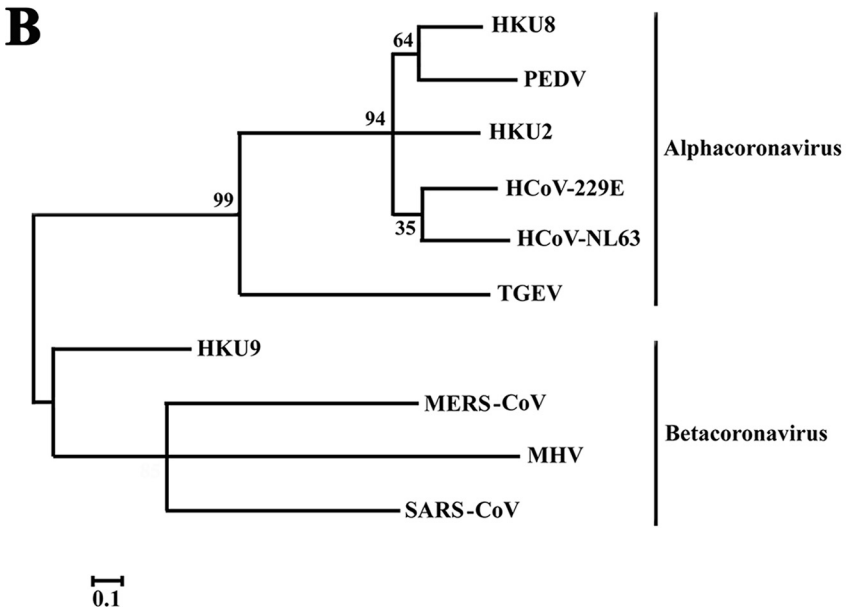 B
HKU8
64
PEDV
94
HKU2
Alphacoronavirus
HCoV-229E
99
35
HCoV-NL63
TGEV
HKU9
MERS-CoV
Betacoronavirus
MHV
SARS-CoV
0.1